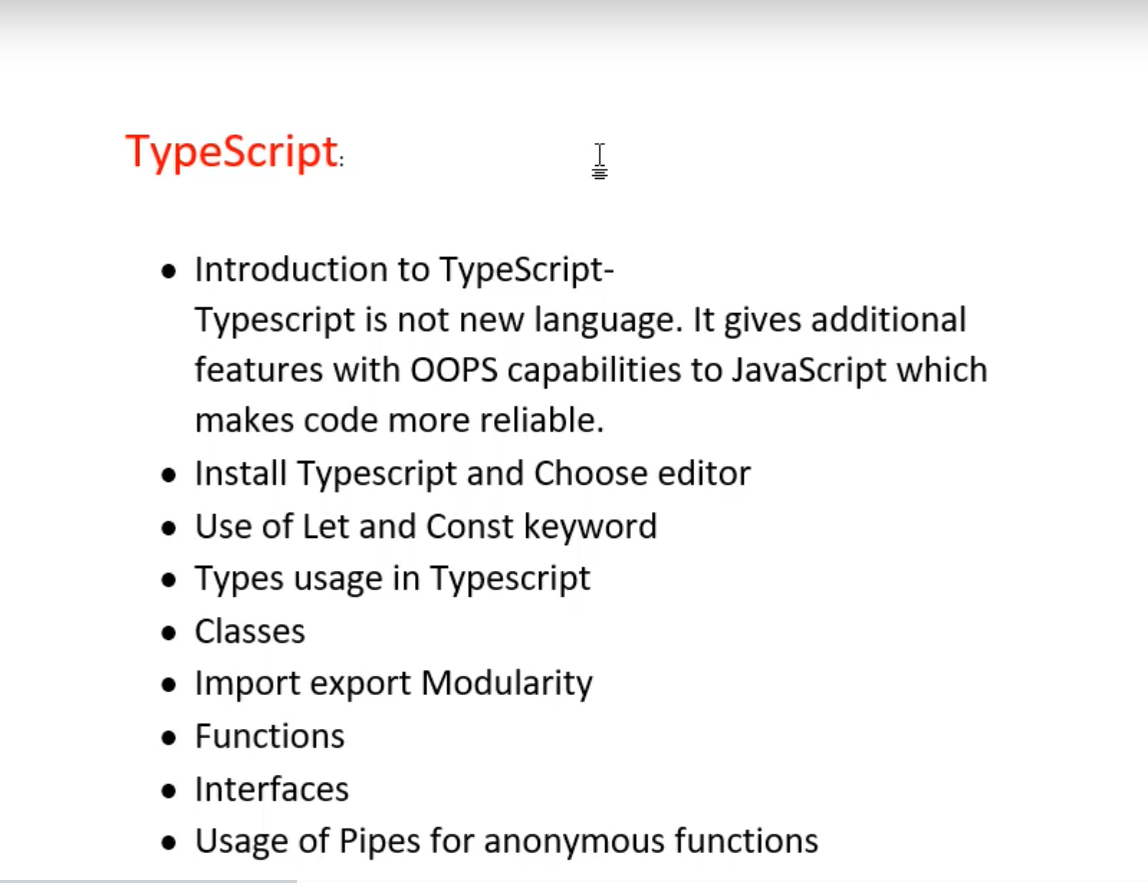 TypeScript:
Introduction to TypeScript-
Typescript is not new language. It gives additional
features with OOPS capabilities to JavaScript which
makes code more reliable.
Install Typescript and Choose editor
Use of Let and Const keyword
Types usage in Typescript
Classes
Import export Modularity
Functions
Interfaces
Usage of Pipes for anonymous functions